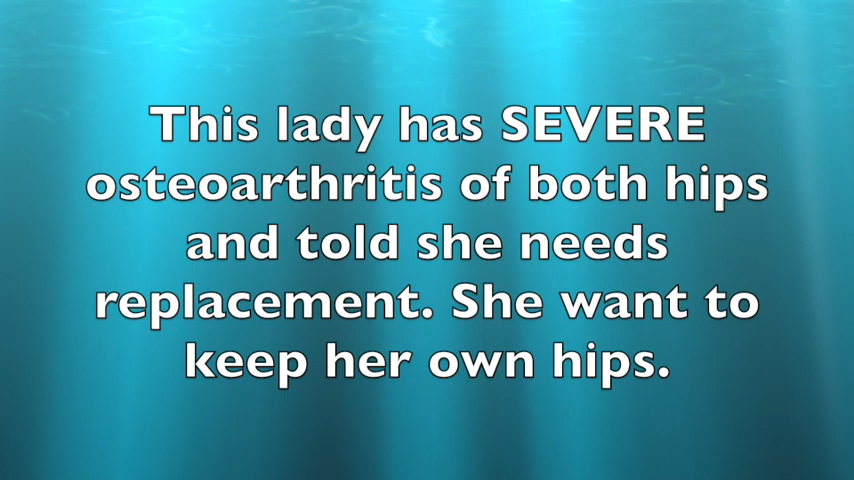 This lady has SEVERE
osteoarthritis of both hips
and told she needs
replacement. She want to
keep her own hips.